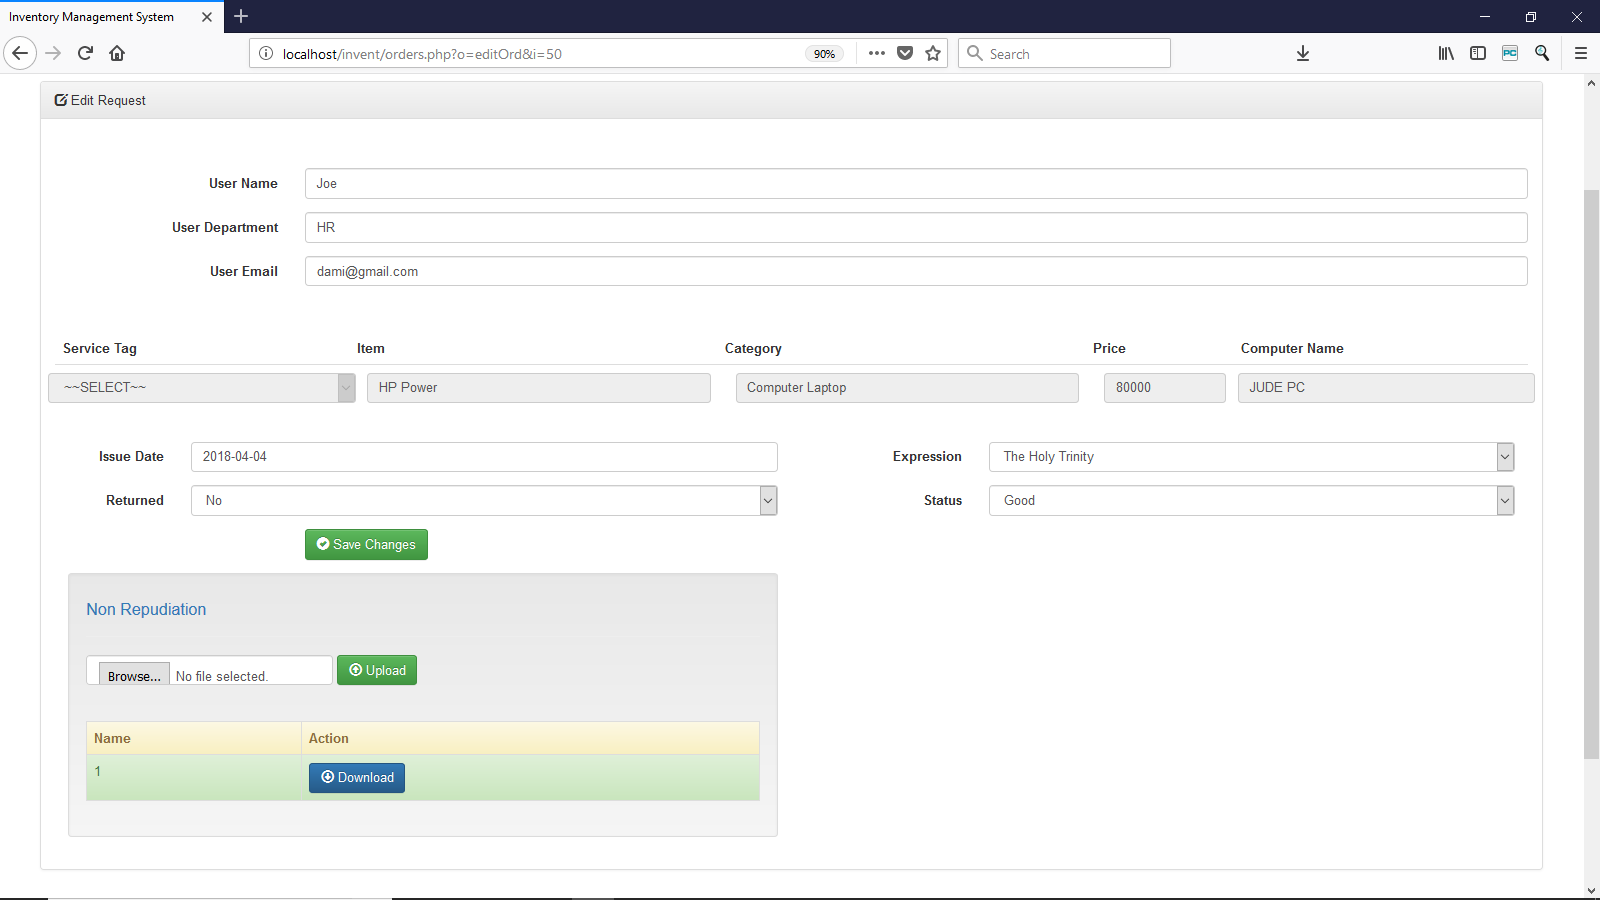 Inventory Management System
localhost/invent/orders.php?o=editOrd&i=50
90%
Search
PC
Edit Request
User Name
Joe
User Department
HR
User Email
dami@gmail.com
Service Tag Item Category Price Computer Name
~~SELECT~~ HP Power Computer Laptop 80000 JUDE PC
Issue Date 2018-04-04 Expression The Holy Trinity
Returned No Status Good
Save Changes
Non Repudiation
Browse... No file selected. Upload
Name Action
1 Download